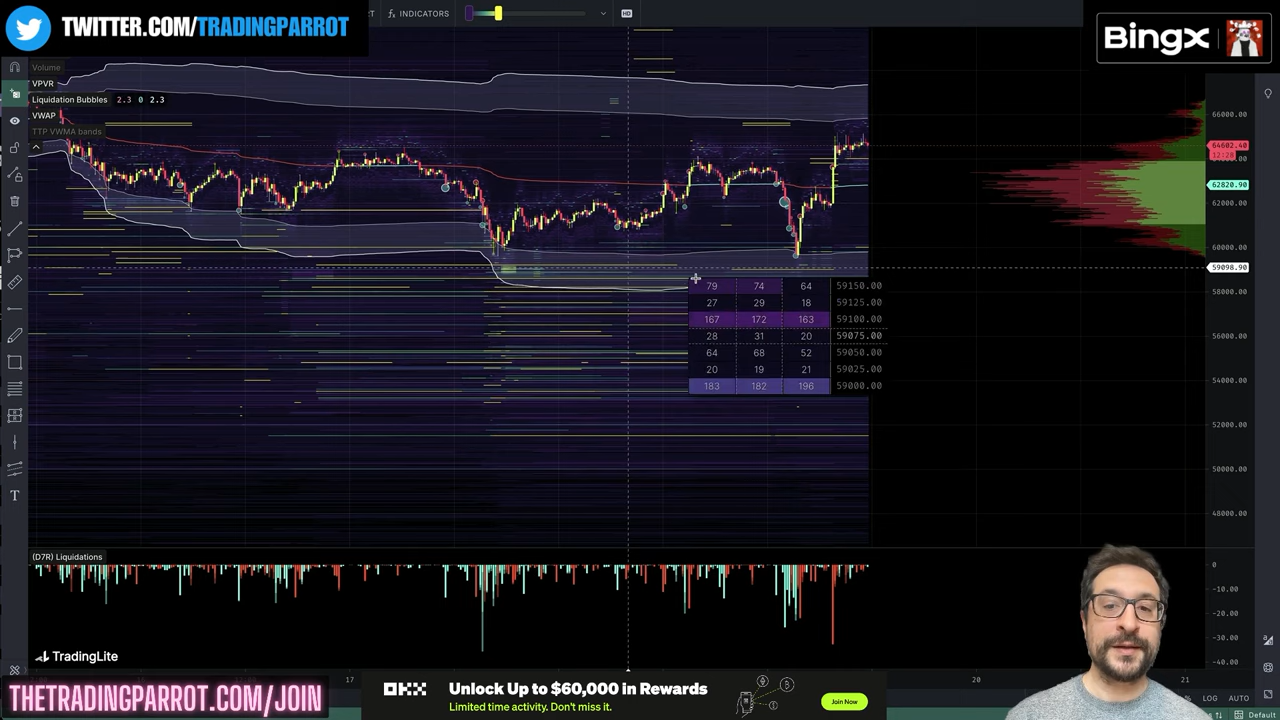 TWITTER.COM/TRADINGPARROT
INDICATORS
HD
BingX
Volume
VPVR
Liquidation Bubbles 2.3 0 2.3
VWAP
TTP VWMA bands
66000.00
64602.40
12:28
62820.90
62000.00
60000.00
59098.90
58000.00
56000.00
54000.00
52000.00
50000.00
48000.00
79 74 64 59150.00
27 29 18 59125.00
167 172 163 59100.00
28 31 20 59075.00
64 68 52 59050.00
20 19 21 59025.00
183 182 196 59000.00
(D7R) Liquidations
0
-10.00
-20.00
-30.00
-40.00
TradingLite
17
20
21
% LOG AUTO
Default
THETRADINGPARROT.COM/JOIN
OKX
Unlock Up to $60,000 in Rewards
Limited time activity. Don't miss it.
Join Now